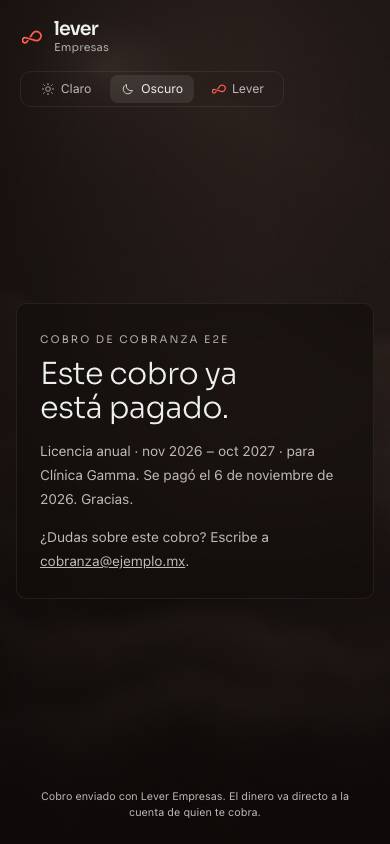 lever
Empresas
Claro
Oscuro
Lever
COBRO DE COBRANZA E2E
Este cobro ya
está pagado.
Licencia anual · nov 2026 – oct 2027 · para
Clínica Gamma. Se pagó el 6 de noviembre de
2026. Gracias.
¿Dudas sobre este cobro? Escribe a
cobranza@ejemplo.mx.
Cobro enviado con Lever Empresas. El dinero va directo a la
cuenta de quien te cobra.